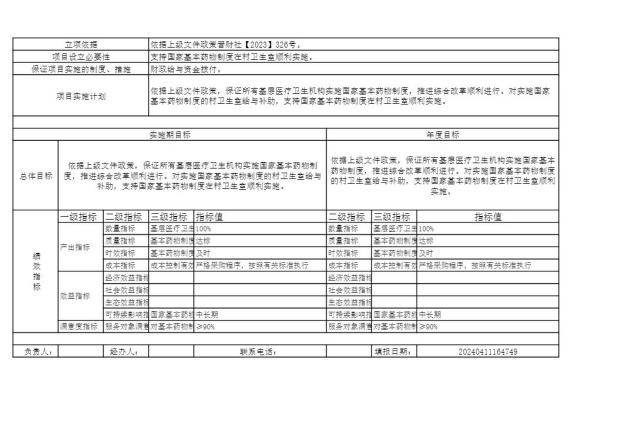 立项依据 依据上级文件政策晋财社【2023】326号。
项目设立必要性 支持国家基本药物制度在村卫生室顺利实施。
保证项目实施的制度、措施 财政给与资金拨付。
项目实施计划 依据上级文件政策，保证所有基层医疗卫生机构实施国家基本药物制度，推进综合改革顺利进行。对实施国家
基本药物制度的村卫生室给与补助，支持国家基本药物制度在村卫生室顺利实施。
实施期目标 年度目标
总体目标
依据上级文件政策，保证所有基层医疗卫生机构实施国家基本药物制
度，推进综合改革顺利进行。对实施国家基本药物制度的村卫生室给与
补助，支持国家基本药物制度在村卫生室顺利实施。
依据上级文件政策，保证所有基层医疗卫生机构实施国家基本
药物制度，推进综合改革顺利进行。对实施国家基本药物制度
的村卫生室给与补助，支持国家基本药物制度在村卫生室顺利
实施。
绩效指标
一级指标 二级指标 三级指标 指标值 二级指标 三级指标 指标值
产出指标
数量指标 基层医疗卫生 100% 数量指标 基层医疗卫生 100%
质量指标 基本药物制度 达标 质量指标 基本药物制度 达标
时效指标 基本药物制度 及时 时效指标 基本药物制度 及时
成本指标 成本控制有效 严格采购程序，按照有关标准执行 成本指标 成本控制有效 严格采购程序，按照有关标准执行
效益指标
经济效益指标 经济效益指标
社会效益指标 社会效益指标
生态效益指标 生态效益指标
可持续影响指 国家基本药物 中长期 可持续影响指 国家基本药物 中长期
满意度指标 服务对象满意 对基本药物制 ≥90% 服务对象满意 对基本药物制 ≥90%
负责人： 经办人： 联系电话： 填报日期： 20240411164749